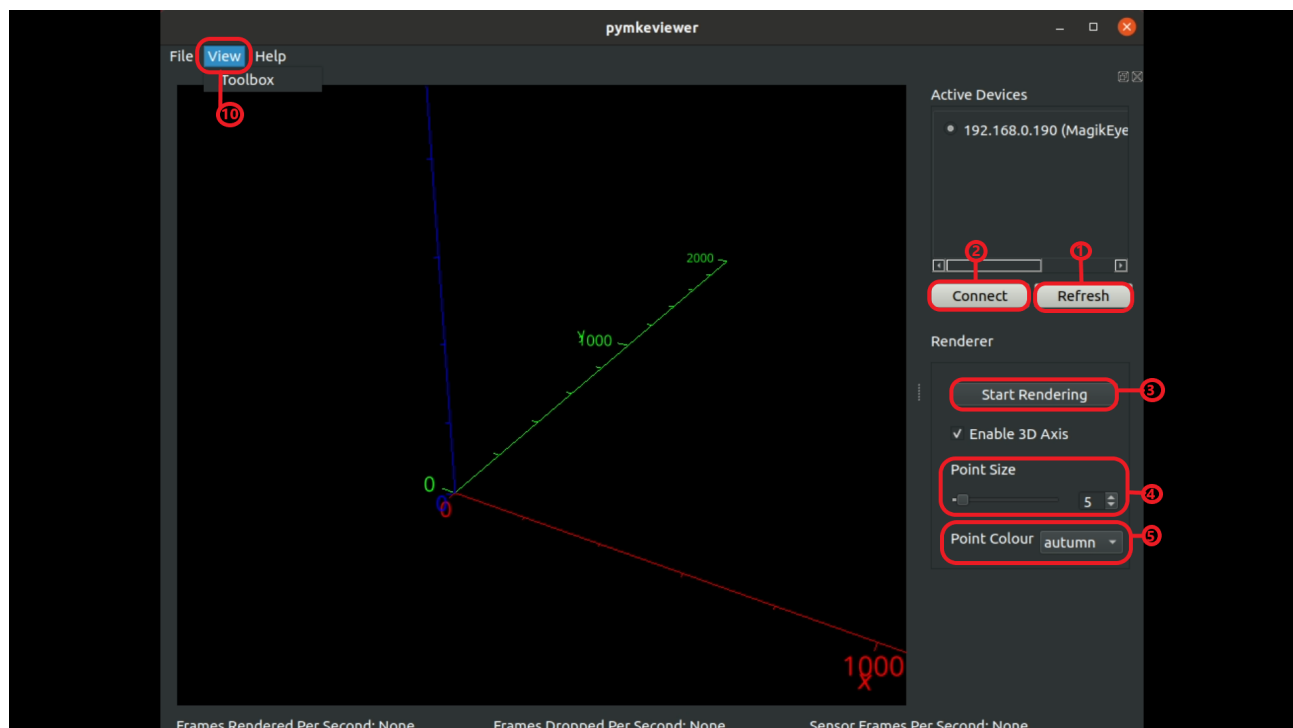 pymkeviewer
File View Help
Toolbox
10
Active Devices
192.168.0.190 (MagikEye
2
1
Connect Refresh
Renderer
Start Rendering
3
Enable 3D Axis
Point Size
5
4
Point Colour autumn
5
2000
Y
1000
0
0
0
1000
X
Frames Rendered Per Second: None Frames Dropped Per Second: None Sensor Frames Per Second: None